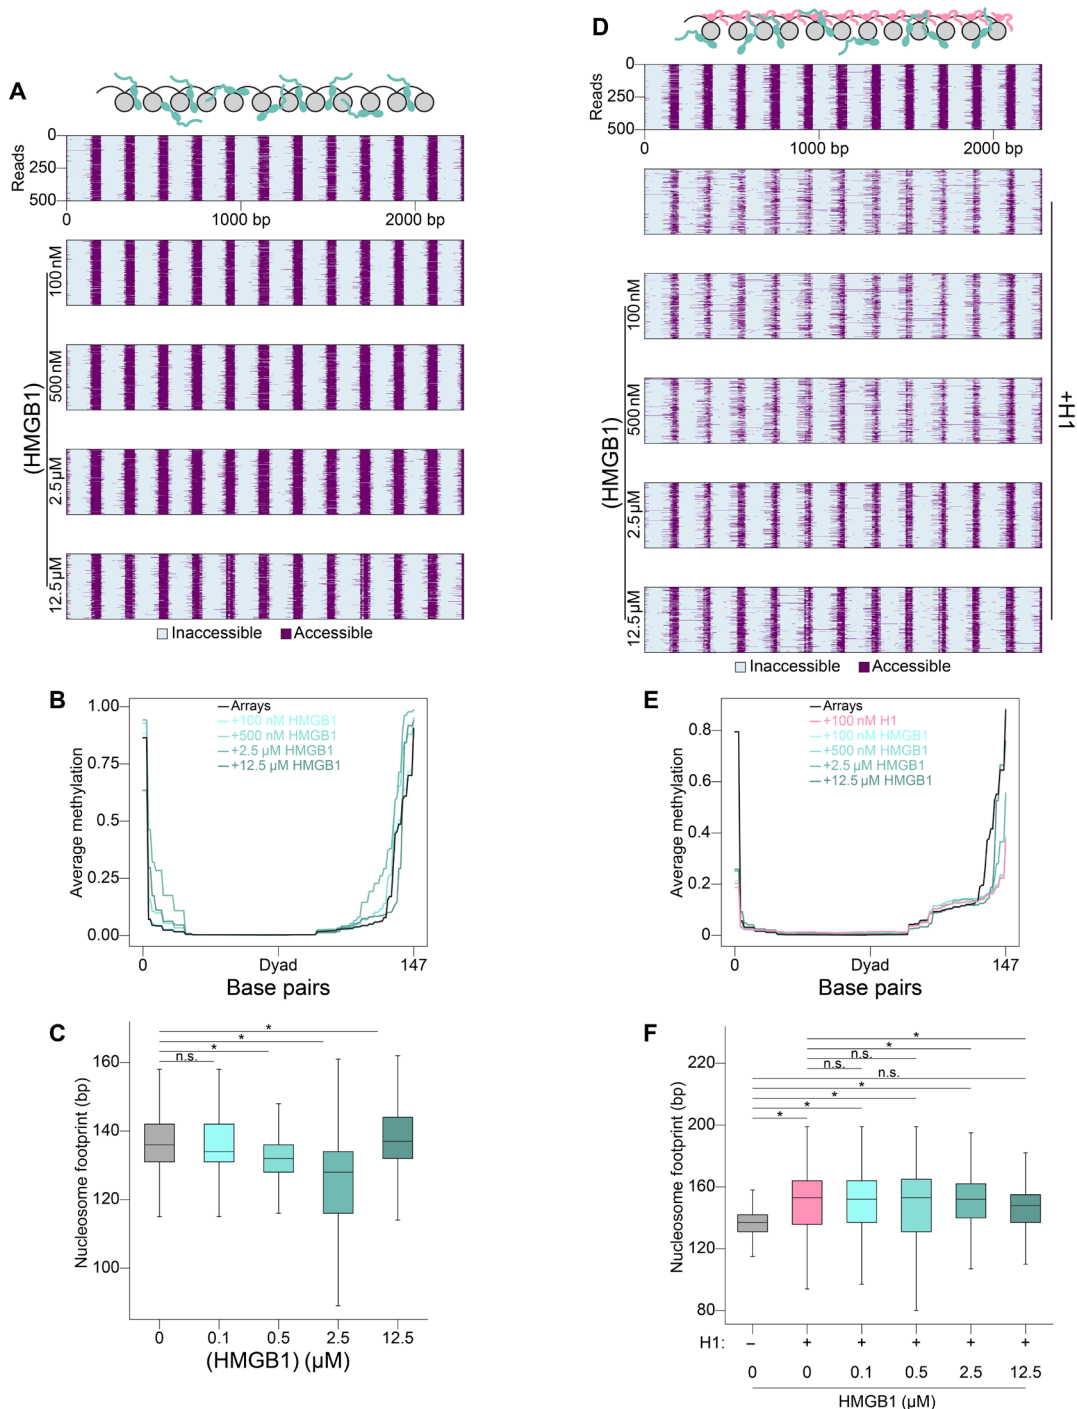 A
Reads
0
250
500
0
1000 bp
2000 bp
(HMGB1)
100 nM
500 nM
2.5 µM
12.5 µM
Inaccessible
Accessible
B
Average methylation
1.00
0.75
0.5
0.25
0.00
Arrays
+100 nM HMGB1
+500 nM HMGB1
+2.5 µM HMGB1
+12.5 µM HMGB1
0
Dyad
147
Base pairs
C
Nucleosome footprint (bp)
160
140
120
100
*
*
*
n.s.
0
0.1
0.5
2.5
12.5
(HMGB1) (µM)
D
Reads
0
250
500
0
1000 bp
2000 bp
(HMGB1)
100 nM
500 nM
2.5 µM
12.5 µM
+H1
Inaccessible
Accessible
E
Average methylation
0.8
0.6
0.4
0.2
0
Arrays
+100 nM H1
+100 nM HMGB1
+500 nM HMGB1
+2.5 µM HMGB1
+12.5 µM HMGB1
0
Dyad
147
Base pairs
F
Nucleosome footprint (bp)
220
200
160
120
80
*
*
n.s.
n.s.
n.s.
*
*
*
*
H1: – + + + + +
0 0 0.1 0.5 2.5 12.5
HMGB1 (µM)